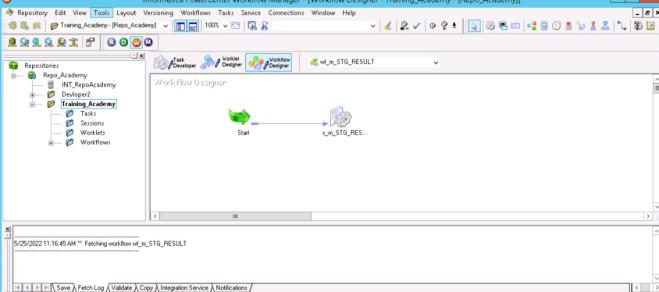 Informatica PowerCenter Workflow Manager - [Workflow Designer - Training_Academy - [Repo_Academy]]
Repository Edit View Tools Layout Versioning Workflows Tasks Service Connections Window Help
Training_Academy - [Repo_Academy] 100%
Task Developer Worklet Designer Workflow Designer wf_m_STG_RESULT
Repositories
Repo_Academy
INT_RepoAcademy
Devloper2
Training_Academy
Tasks
Sessions
Worklets
Workflows
Workflow Designer
Start
s_m_STG_RES...
5/25/2022 11:16:45 AM ** Fetching workflow wf_m_STG_RESULT
Save Fetch Log Validate Copy Integration Service Notifications